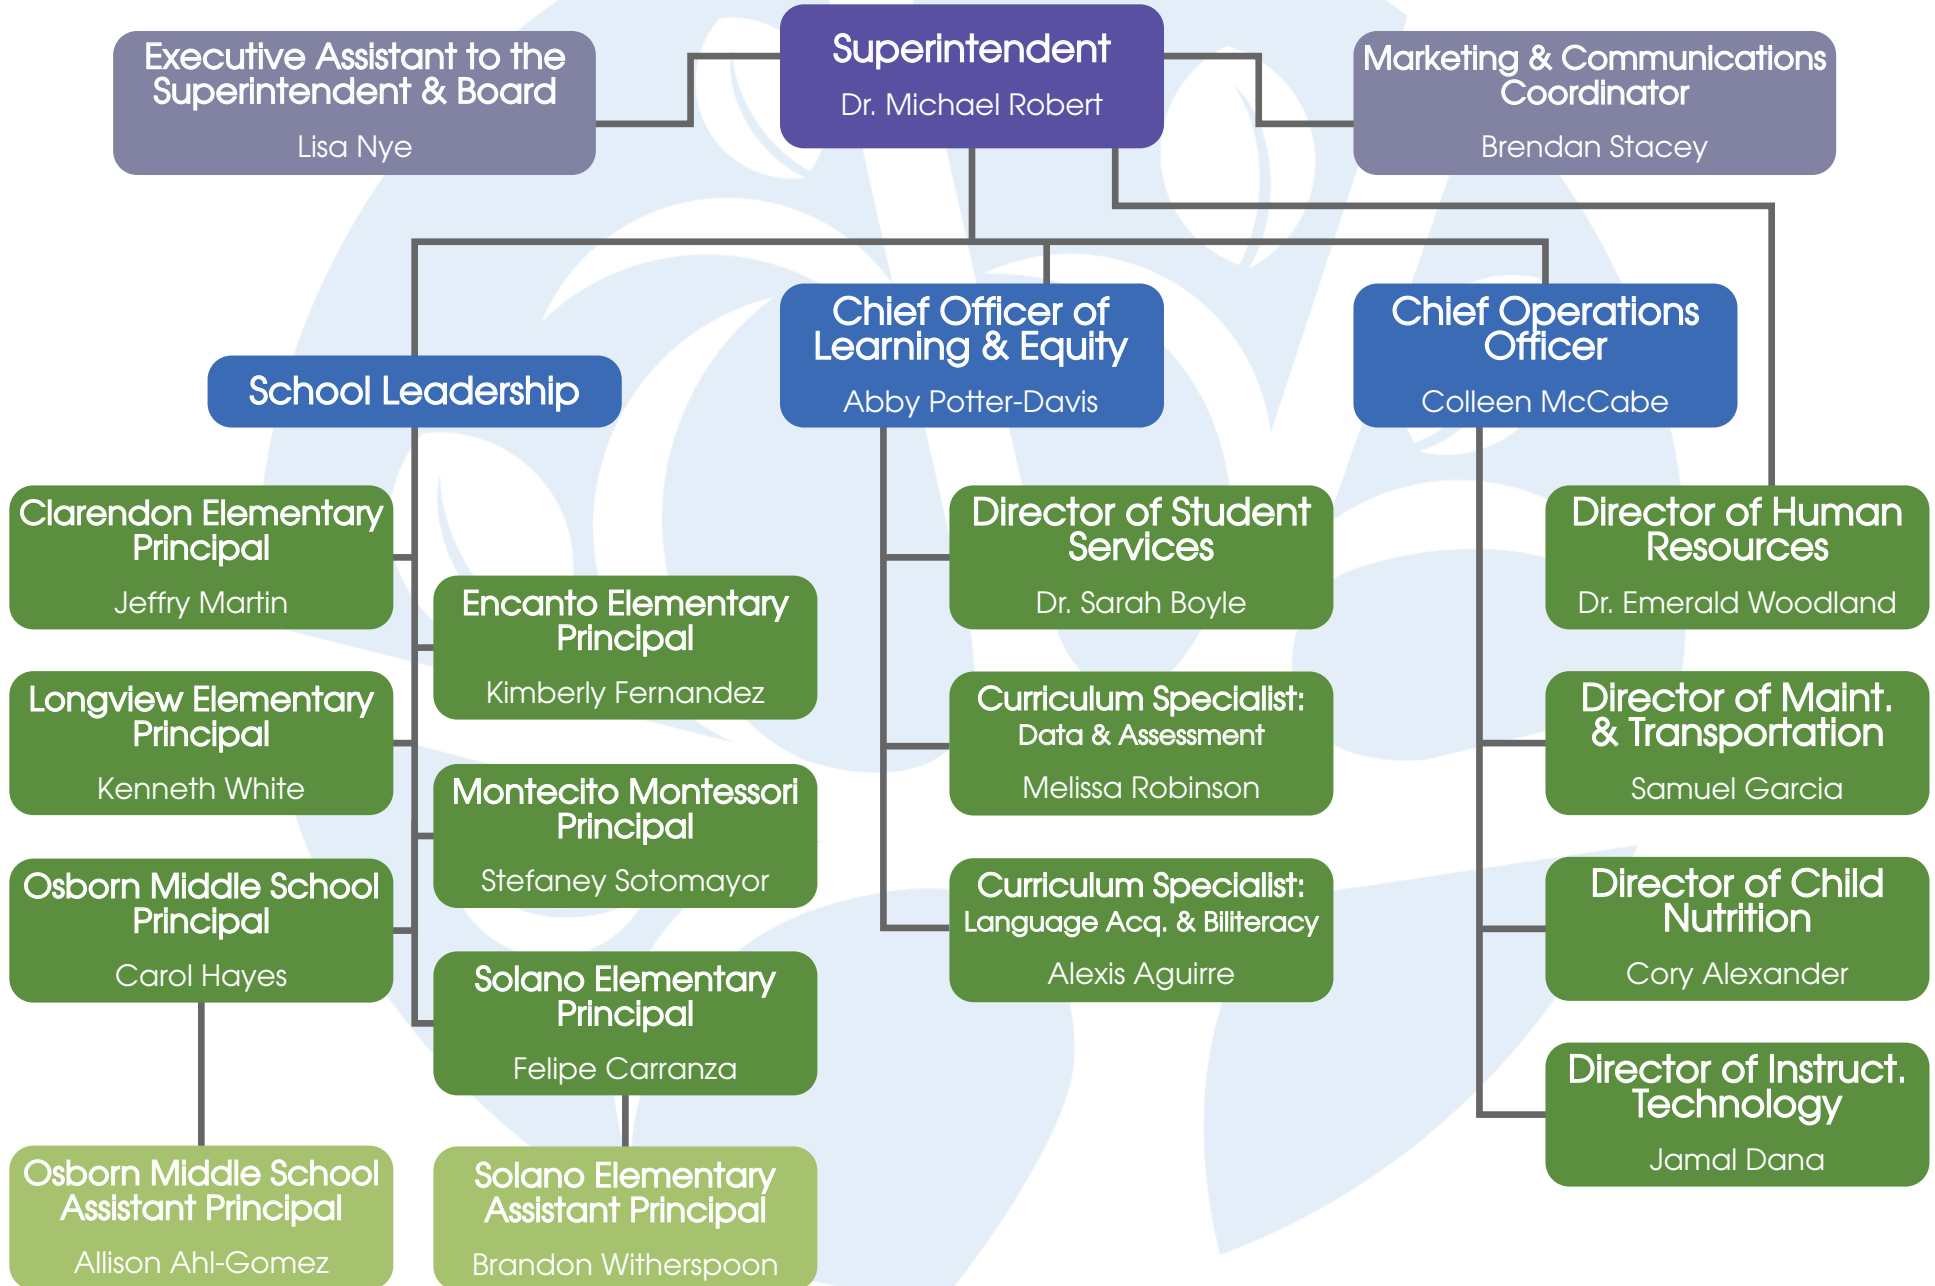 Superintendent
Dr. Michael Robert
Executive Assistant to the
Superintendent & Board
Lisa Nye
Marketing & Communications
Coordinator
Brendan Stacey
School Leadership
Chief Officer of
Learning & Equity
Abby Potter-Davis
Chief Operations
Officer
Colleen McCabe
Clarendon Elementary
Principal
Jeffry Martin
Encanto Elementary
Principal
Kimberly Fernandez
Longview Elementary
Principal
Kenneth White
Montecito Montessori
Principal
Stefaney Sotomayor
Osborn Middle School
Principal
Carol Hayes
Solano Elementary
Principal
Felipe Carranza
Osborn Middle School
Assistant Principal
Allison Ahl-Gomez
Solano Elementary
Assistant Principal
Brandon Witherspoon
Director of Student
Services
Dr. Sarah Boyle
Curriculum Specialist:
Data & Assessment
Melissa Robinson
Curriculum Specialist:
Language Acq. & Biliteracy
Alexis Aguirre
Director of Human
Resources
Dr. Emerald Woodland
Director of Maint.
& Transportation
Samuel Garcia
Director of Child
Nutrition
Cory Alexander
Director of Instruct.
Technology
Jamal Dana